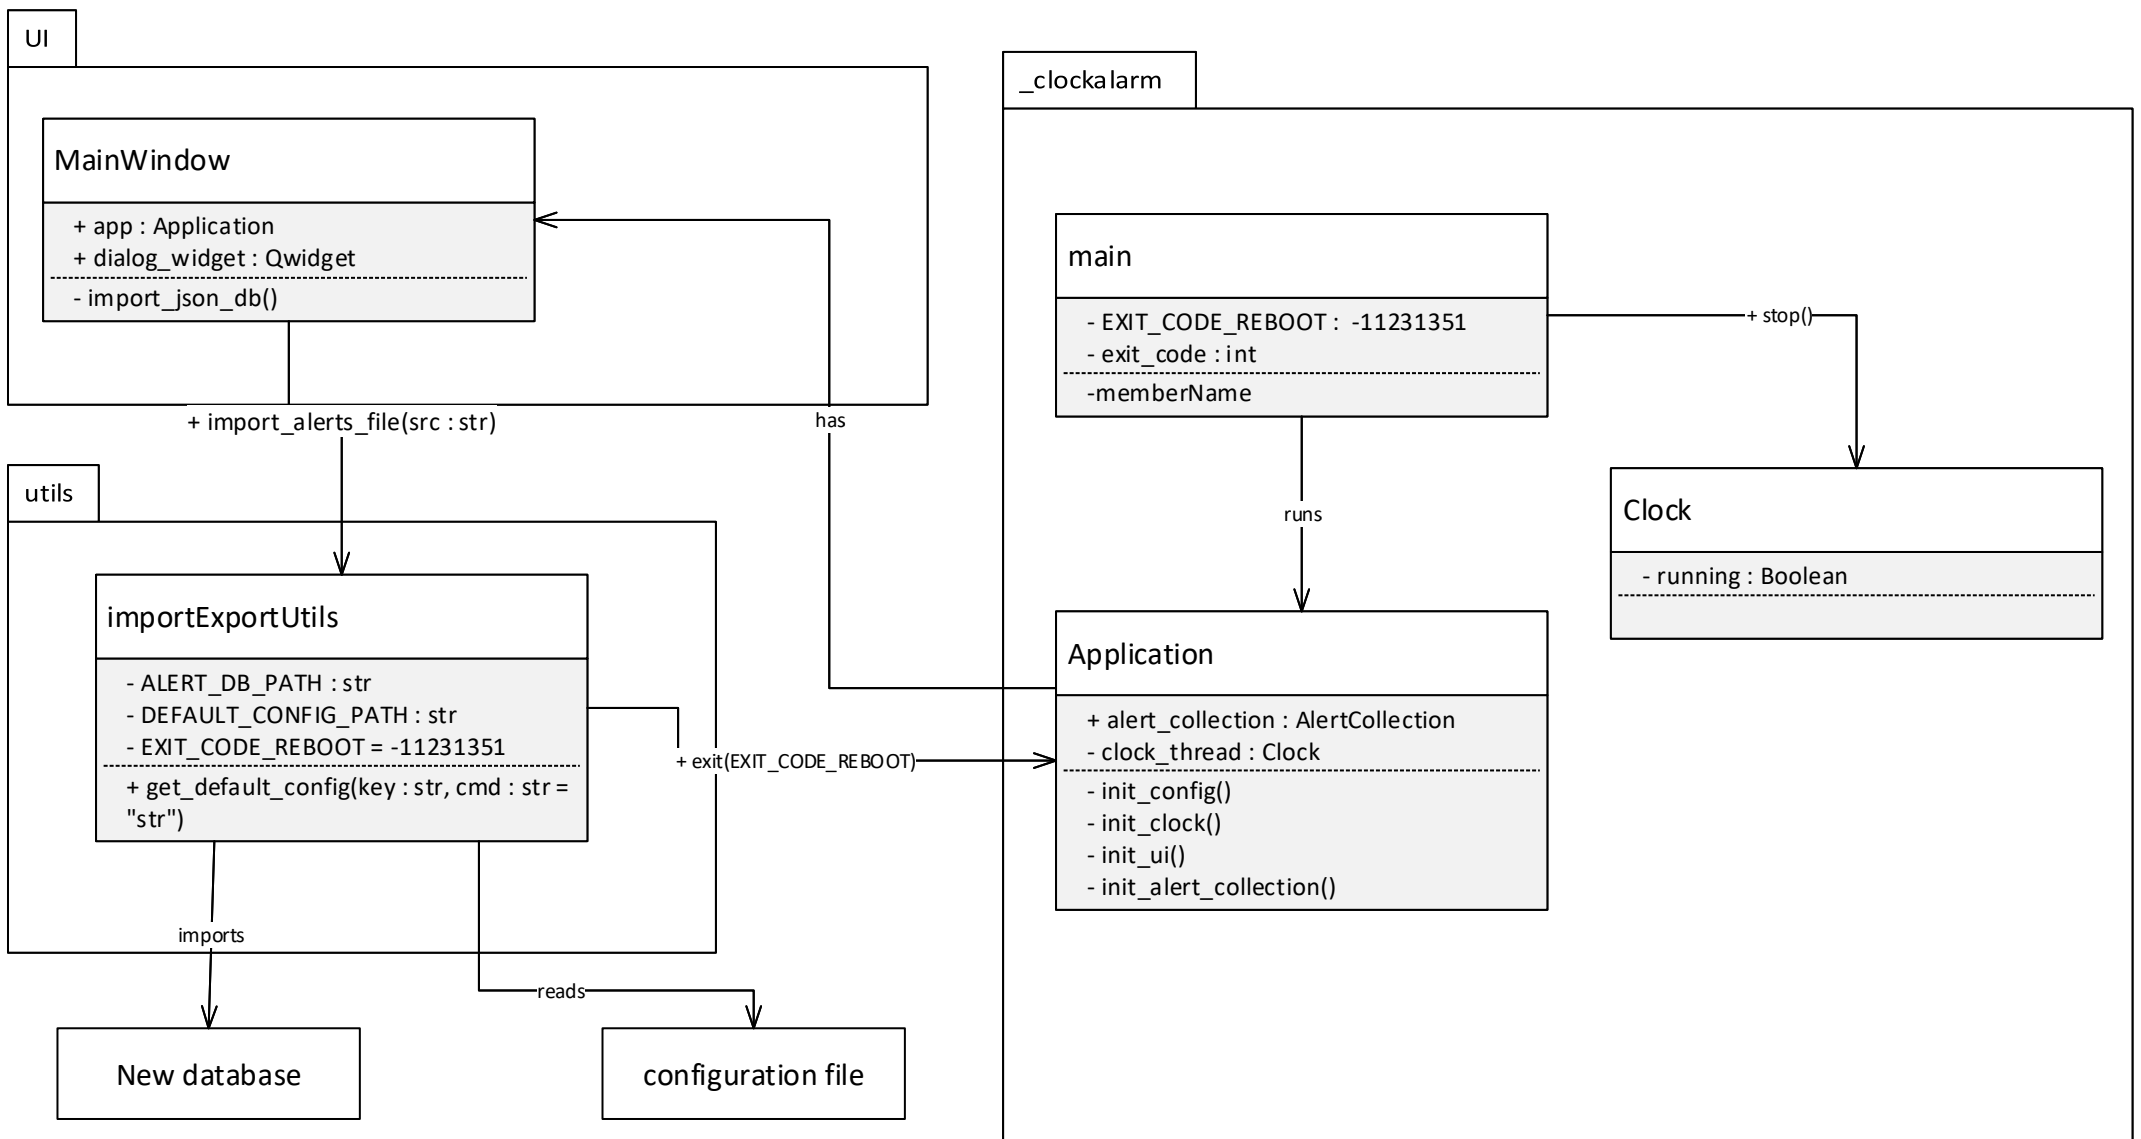 UI
MainWindow
+ app : Application
+ dialog_widget : Qwidget
- import_json_db()
+ import_alerts_file(src : str)
utils
importExportUtils
- ALERT_DB_PATH : str
- DEFAULT_CONFIG_PATH : str
- EXIT_CODE_REBOOT = -11231351
+ get_default_config(key : str, cmd : str =
"str")
imports
reads
New database
configuration file
has
+ exit(EXIT_CODE_REBOOT)
_clockalarm
main
- EXIT_CODE_REBOOT :  -11231351
- exit_code : int
-memberName
+ stop()
runs
Clock
- running : Boolean
Application
+ alert_collection : AlertCollection
- clock_thread : Clock
- init_config()
- init_clock()
- init_ui()
- init_alert_collection()